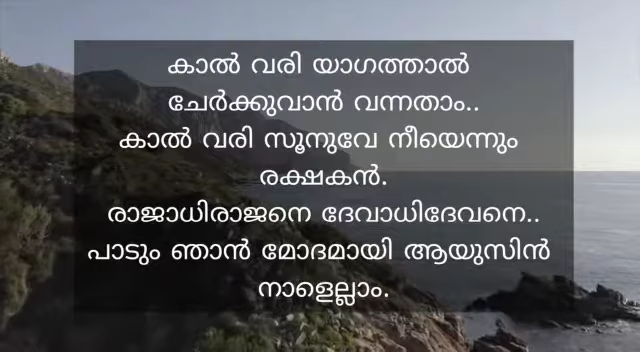 കാൽ വരി യാഗത്താൽ
ചേർക്കുവാൻ വന്നതാം..
കാൽ വരി സൂനുവേ നീയെന്നും
രക്ഷകൻ.
രാജാധിരാജനെ ദേവാധിദേവനെ..
പാടും ഞാൻ മോദമായി ആയുസിൻ
നാളെല്ലാം.